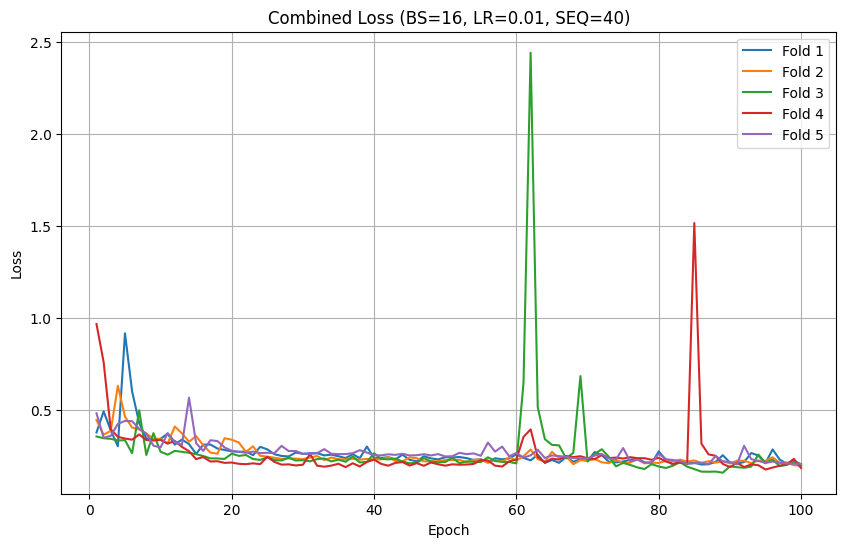 Combined Loss (BS=16, LR=0.01, SEQ=40)
Fold 1
Fold 2
Fold 3
Fold 4
Fold 5
Loss
2.5
2.0
1.5
1.0
0.5
0 20 40 60 80 100
Epoch